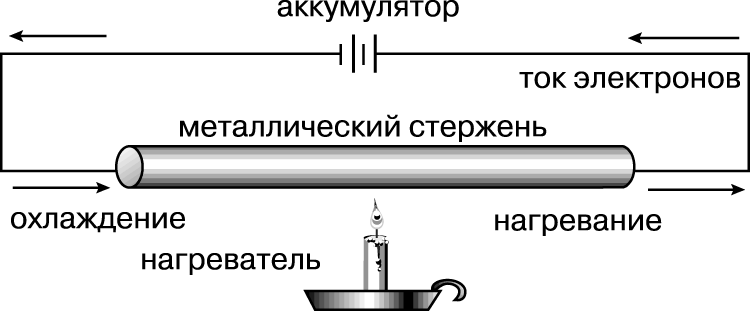 аккумулятор
ток электронов
металлический стержень
охлаждение
нагревание
нагреватель